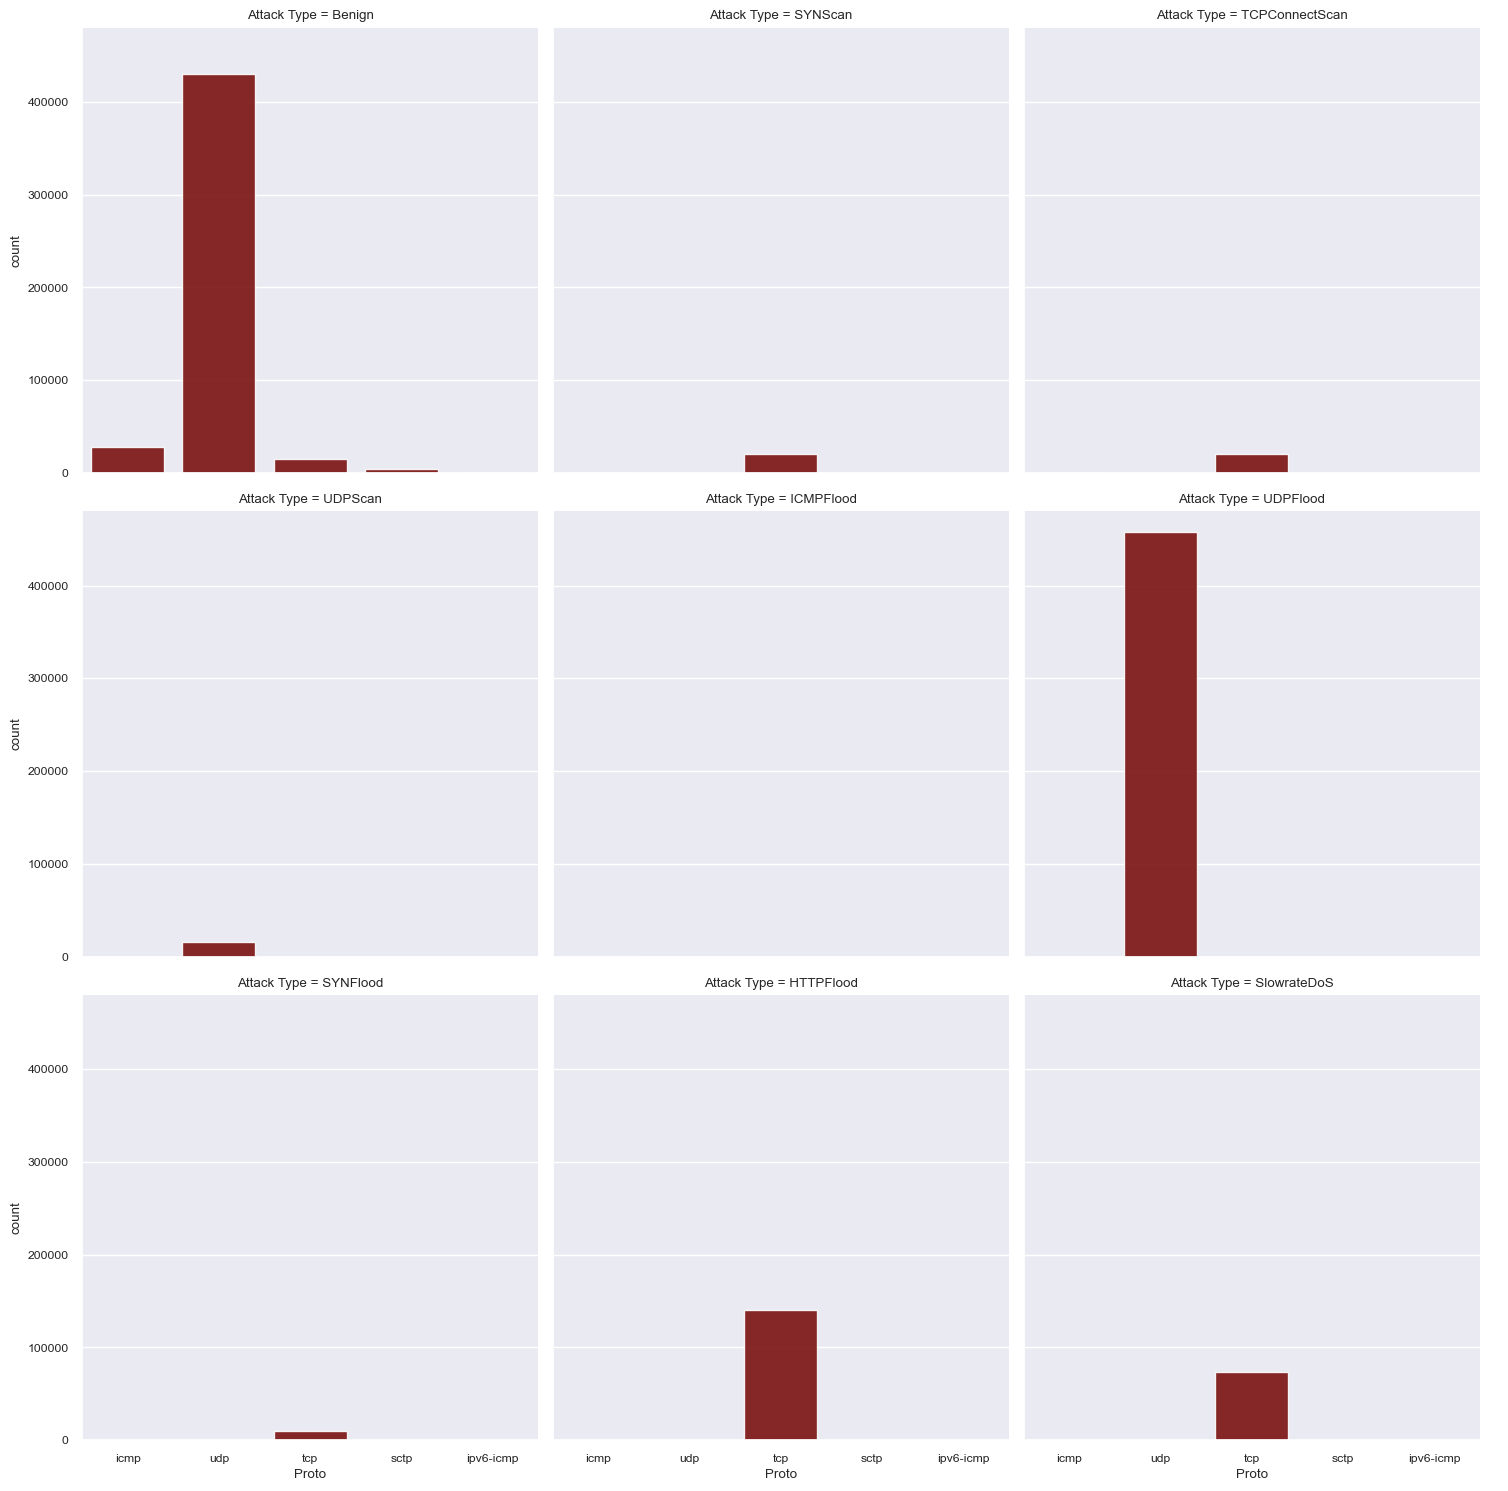 Attack Type = Benign
Attack Type = SYNScan
Attack Type = TCPConnectScan
400000
300000
200000
100000
0
count
Attack Type = UDPScan
Attack Type = ICMPFlood
Attack Type = UDPFlood
400000
300000
200000
100000
0
count
Attack Type = SYNFlood
Attack Type = HTTPFlood
Attack Type = SlowrateDoS
400000
300000
200000
100000
0
count
icmp udp tcp sctp ipv6-icmp
Proto
icmp udp tcp sctp ipv6-icmp
Proto
icmp udp tcp sctp ipv6-icmp
Proto